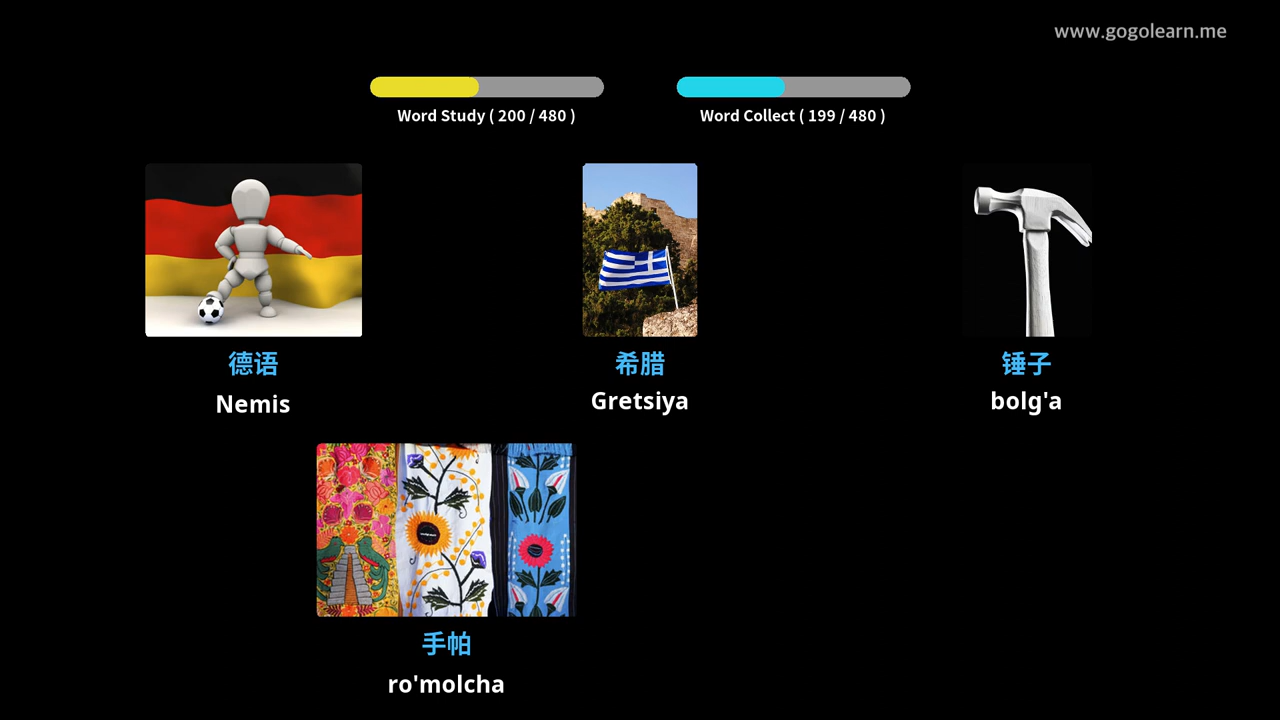 www.gogolearn.me
Word Study ( 200 / 480 )
Word Collect ( 199 / 480 )
德语
希腊
锤子
Nemis
Gretsiya
bolg'a
手帕
ro'molcha